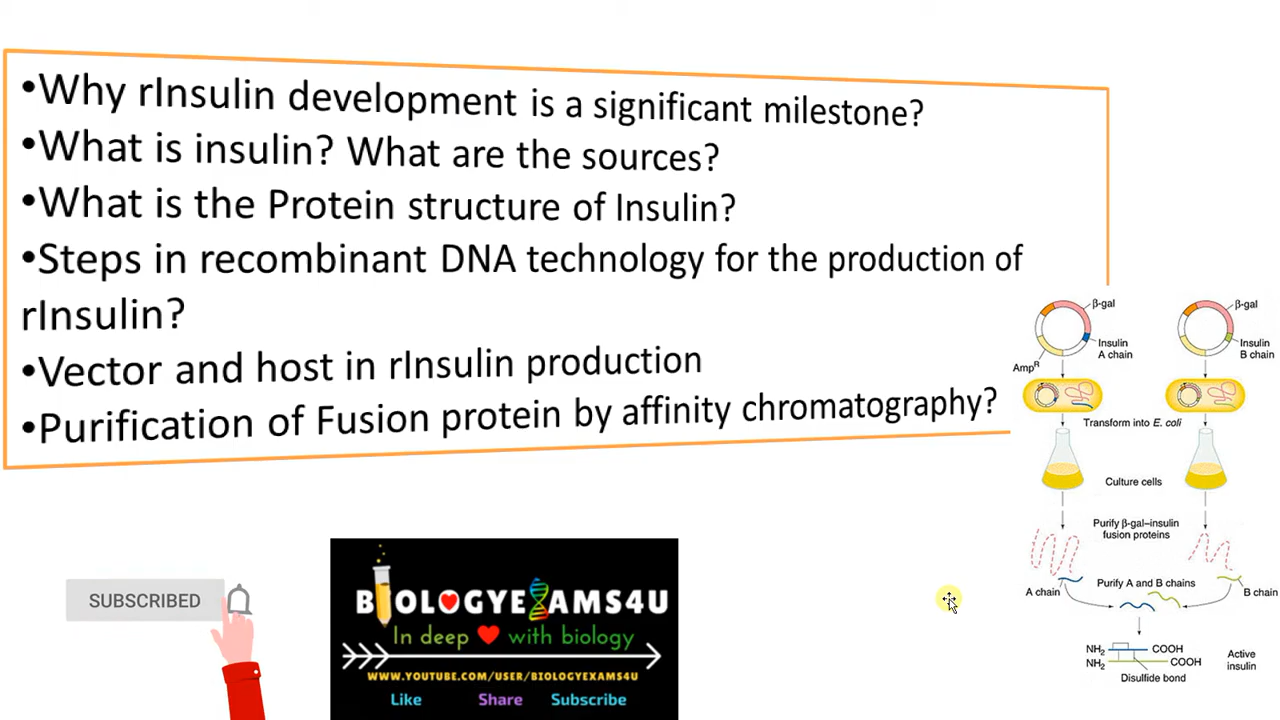 •Why rInsulin development is a significant milestone?
•What is insulin? What are the sources?
•What is the Protein structure of Insulin?
•Steps in recombinant DNA technology for the production of
rInsulin?
•Vector and host in rInsulin production
•Purification of Fusion protein by affinity chromatography?
β-gal
Insulin
A chain
Ampᴿ
β-gal
Insulin
B chain
Transform into E. coli
Culture cells
Purify β-gal–insulin
fusion proteins
Purify A and B chains
A chain
B chain
NH₂ COOH
NH₂ COOH
Disulfide bond
Active
insulin
SUBSCRIBED
BIOLOGYEXAMS4U
In deep ❤ with biology
WWW.YOUTUBE.COM/USER/BIOLOGYEXAMS4U
Like Share Subscribe